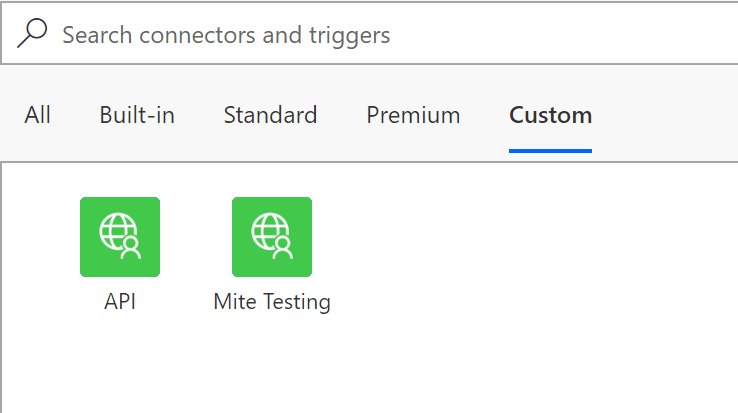 Search connectors and triggers
All Built-in Standard Premium Custom
API Mite Testing